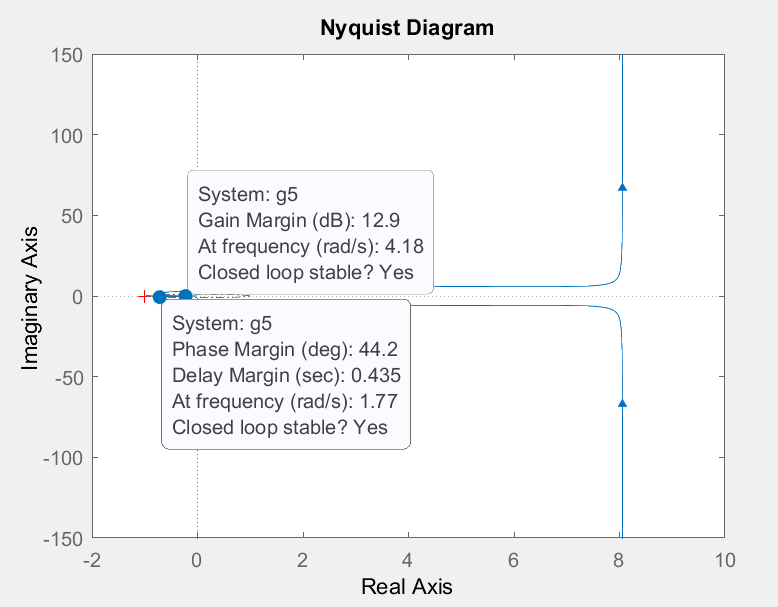 Nyquist Diagram
150
100
50
0
-50
-100
-150
Imaginary Axis
System: g5
Gain Margin (dB): 12.9
At frequency (rad/s): 4.18
Closed loop stable? Yes
System: g5
Phase Margin (deg): 44.2
Delay Margin (sec): 0.435
At frequency (rad/s): 1.77
Closed loop stable? Yes
-2
0
2
4
6
8
10
Real Axis